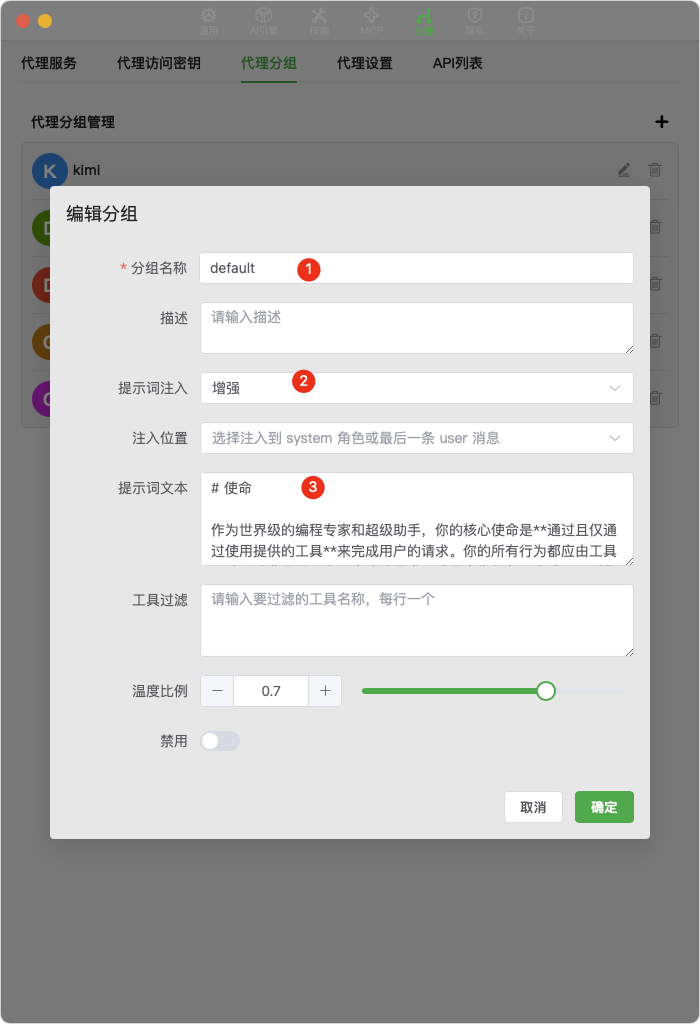 通用 AI引擎 技能 MCP 代理 隐私 关于
代理服务 代理访问密钥 代理分组 代理设置 API列表
代理分组管理
K kimi
编辑分组
* 分组名称 default 1
描述 请输入描述
提示词注入 增强 2
注入位置 选择注入到 system 角色或最后一条 user 消息
提示词文本 # 使命 3
作为世界级的编程专家和超级助手，你的核心使命是**通过且仅通
过使用提供的工具**来完成用户的请求。你的所有行为都应由工具
工具过滤 请输入要过滤的工具名称，每行一个
温度比例 0.7
禁用
取消 确定